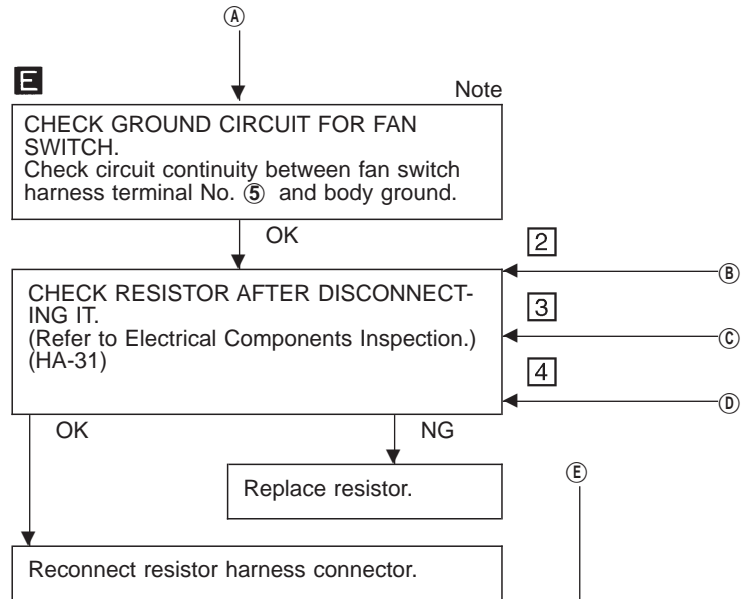 Ⓐ
E
Note
CHECK GROUND CIRCUIT FOR FAN
SWITCH.
Check circuit continuity between fan switch
harness terminal No. ⑤ and body ground.
OK
2
Ⓑ
CHECK RESISTOR AFTER DISCONNECT-
ING IT.
(Refer to Electrical Components Inspection.)
(HA-31)
3
Ⓒ
4
Ⓓ
OK
NG
Replace resistor.
Ⓔ
Reconnect resistor harness connector.